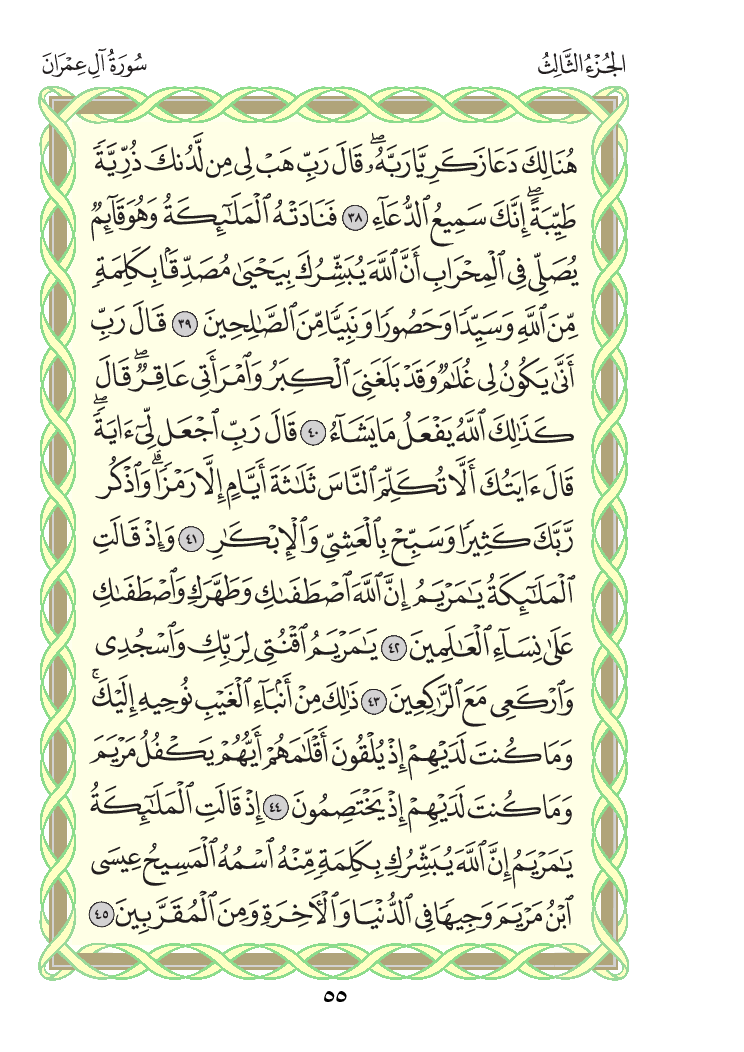 الجُزْءُ الثَّالِثُ
سُورَةُ آلِ عِمْرَانَ
هُنَالِكَ دَعَا زَكَرِيَّا رَبَّهُۥۖ قَالَ رَبِّ هَبۡ لِي مِن لَّدُنكَ ذُرِّيَّةٗ
طَيِّبَةًۖ إِنَّكَ سَمِيعُ ٱلدُّعَآءِ ٣٨ فَنَادَتۡهُ ٱلۡمَلَٰٓئِكَةُ وَهُوَ قَآئِمٞ
يُصَلِّي فِي ٱلۡمِحۡرَابِ أَنَّ ٱللَّهَ يُبَشِّرُكَ بِيَحۡيَىٰ مُصَدِّقَۢا بِكَلِمَةٖ
مِّنَ ٱللَّهِ وَسَيِّدٗا وَحَصُورٗا وَنَبِيّٗا مِّنَ ٱلصَّٰلِحِينَ ٣٩ قَالَ رَبِّ
أَنَّىٰ يَكُونُ لِي غُلَٰمٞ وَقَدۡ بَلَغَنِيَ ٱلۡكِبَرُ وَٱمۡرَأَتِي عَاقِرٞۖ قَالَ
كَذَٰلِكَ ٱللَّهُ يَفۡعَلُ مَا يَشَآءُ ٤٠ قَالَ رَبِّ ٱجۡعَل لِّيٓ ءَايَةٗۖ
قَالَ ءَايَتُكَ أَلَّا تُكَلِّمَ ٱلنَّاسَ ثَلَٰثَةَ أَيَّامٍ إِلَّا رَمۡزٗاۗ وَٱذۡكُر
رَّبَّكَ كَثِيرٗا وَسَبِّحۡ بِٱلۡعَشِيِّ وَٱلۡإِبۡكَٰرِ ٤١ وَإِذۡ قَالَتِ
ٱلۡمَلَٰٓئِكَةُ يَٰمَرۡيَمُ إِنَّ ٱللَّهَ ٱصۡطَفَىٰكِ وَطَهَّرَكِ وَٱصۡطَفَىٰكِ
عَلَىٰ نِسَآءِ ٱلۡعَٰلَمِينَ ٤٢ يَٰمَرۡيَمُ ٱقۡنُتِي لِرَبِّكِ وَٱسۡجُدِي
وَٱرۡكَعِي مَعَ ٱلرَّٰكِعِينَ ٤٣ ذَٰلِكَ مِنۡ أَنۢبَآءِ ٱلۡغَيۡبِ نُوحِيهِ إِلَيۡكَۚ
وَمَا كُنتَ لَدَيۡهِمۡ إِذۡ يُلۡقُونَ أَقۡلَٰمَهُمۡ أَيُّهُمۡ يَكۡفُلُ مَرۡيَمَ
وَمَا كُنتَ لَدَيۡهِمۡ إِذۡ يَخۡتَصِمُونَ ٤٤ إِذۡ قَالَتِ ٱلۡمَلَٰٓئِكَةُ
يَٰمَرۡيَمُ إِنَّ ٱللَّهَ يُبَشِّرُكِ بِكَلِمَةٖ مِّنۡهُ ٱسۡمُهُ ٱلۡمَسِيحُ عِيسَى
ٱبۡنُ مَرۡيَمَ وَجِيهٗا فِي ٱلدُّنۡيَا وَٱلۡأٓخِرَةِ وَمِنَ ٱلۡمُقَرَّبِينَ ٤٥
٥٥